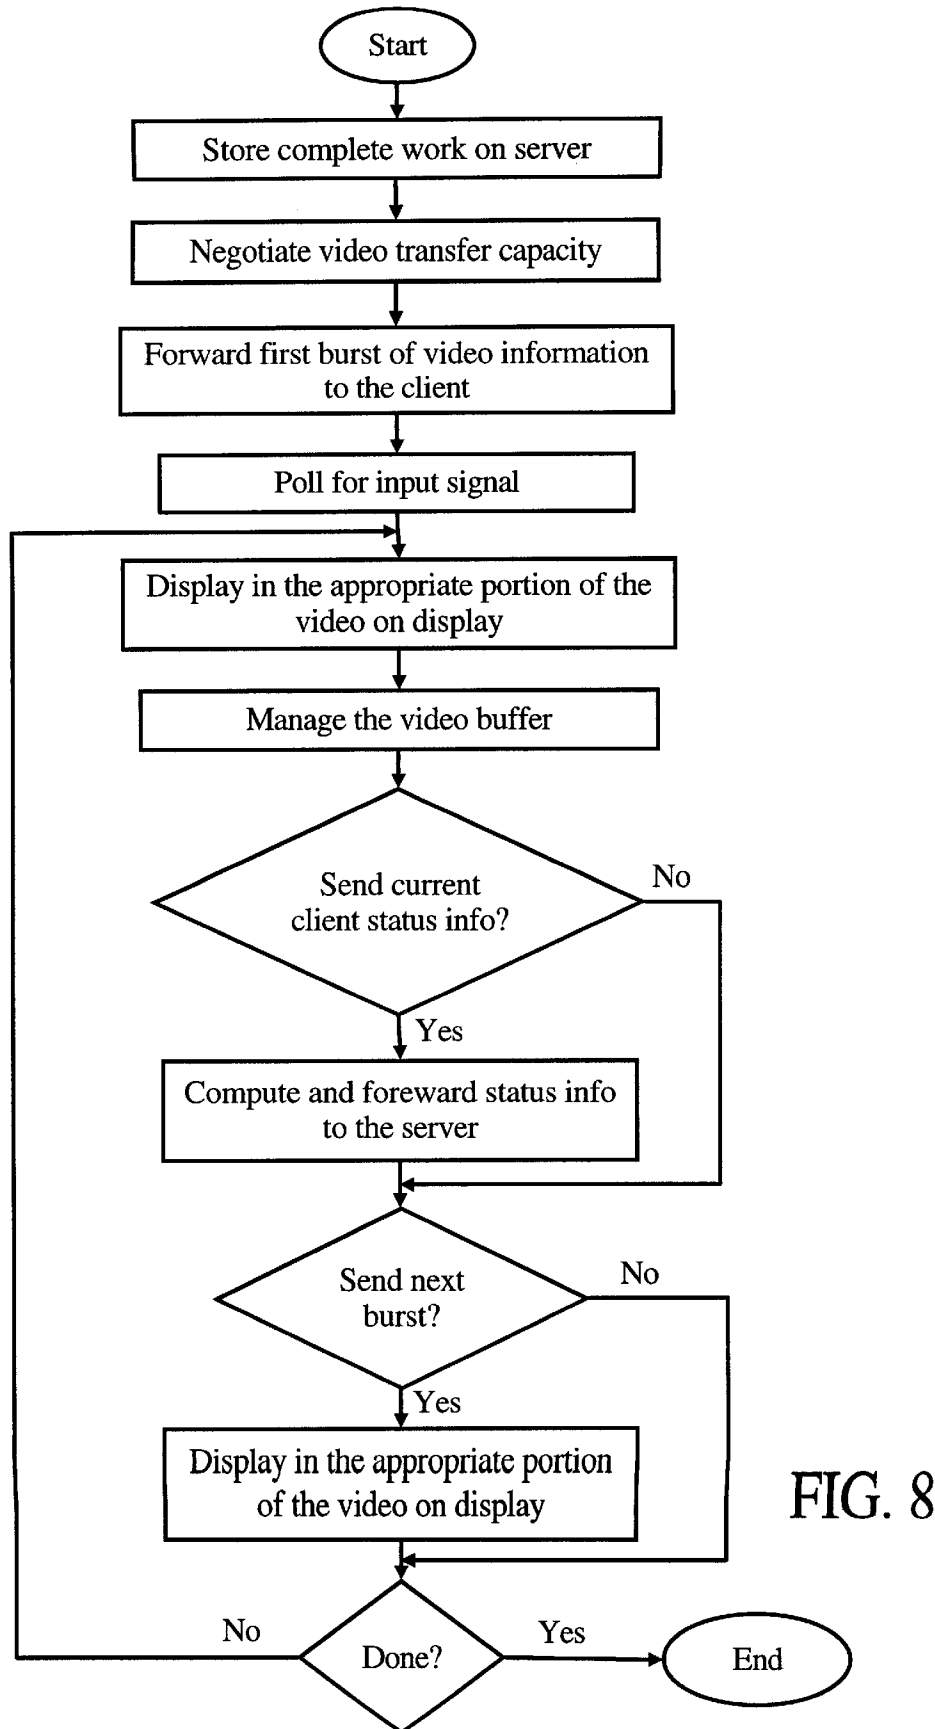 Start
Store complete work on server
Negotiate video transfer capacity
Forward first burst of video information
to the client
Poll for input signal
Display in the appropriate portion of the
video on display
Manage the video buffer
Send current
client status info?
No
Yes
Compute and foreward status info
to the server
Send next
burst?
No
Yes
Display in the appropriate portion
of the video on display
FIG. 8
Done?
No
Yes
End